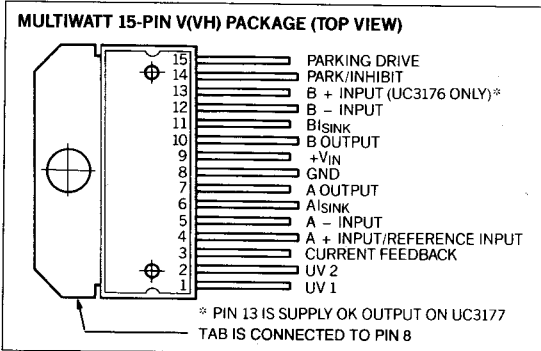 MULTIWATT 15-PIN V(VH) PACKAGE (TOP VIEW)
15 PARKING DRIVE
14 PARK/INHIBIT
13 B + INPUT (UC3176 ONLY)*
12 B − INPUT
11 BISINK
10 B OUTPUT
9 +VIN
8 GND
7 A OUTPUT
6 AISINK
5 A − INPUT
4 A + INPUT/REFERENCE INPUT
3 CURRENT FEEDBACK
2 UV 2
1 UV 1
* PIN 13 IS SUPPLY OK OUTPUT ON UC3177
TAB IS CONNECTED TO PIN 8